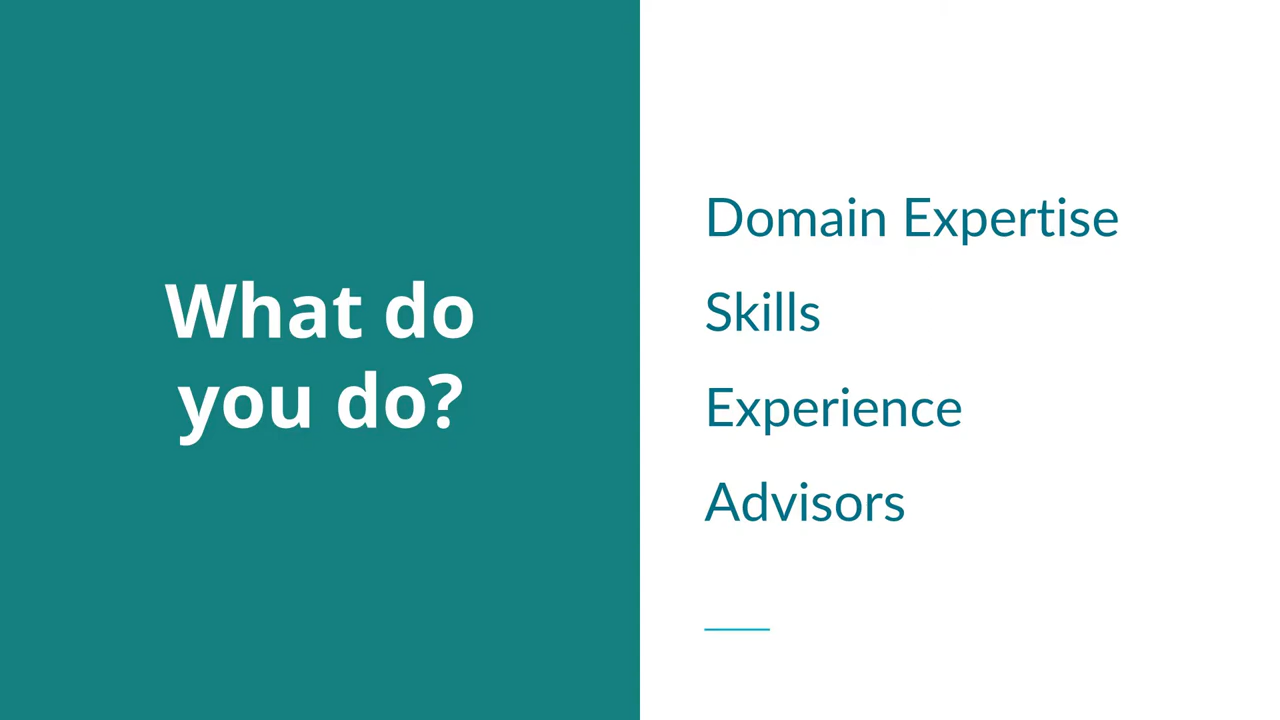 What do
you do?
Domain Expertise
Skills
Experience
Advisors